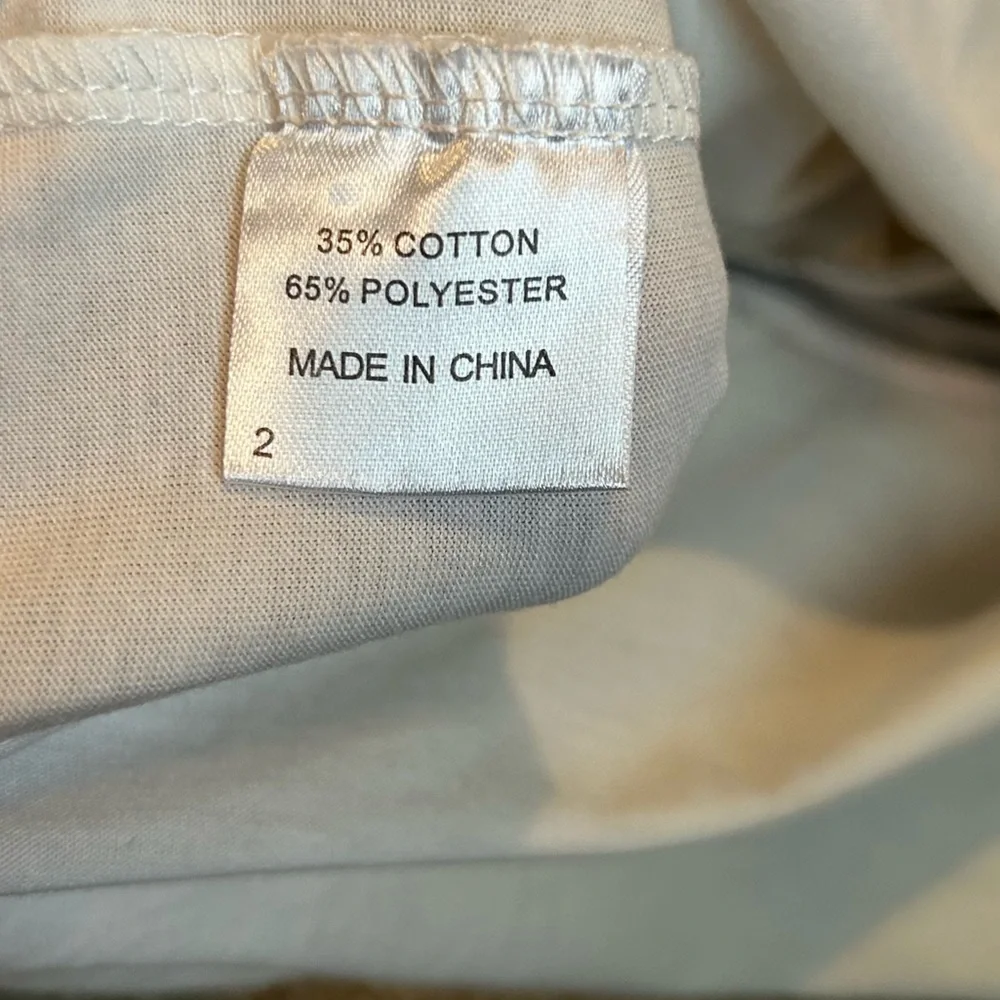 35% COTTON
65% POLYESTER
MADE IN CHINA
2